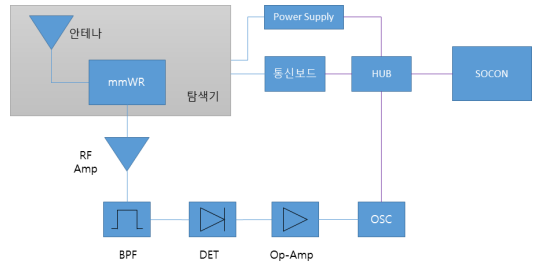 안테나
Power Supply
mmWR
탐색기
통신보드
HUB
SOCON
RF
Amp
OSC
BPF
DET
Op-Amp